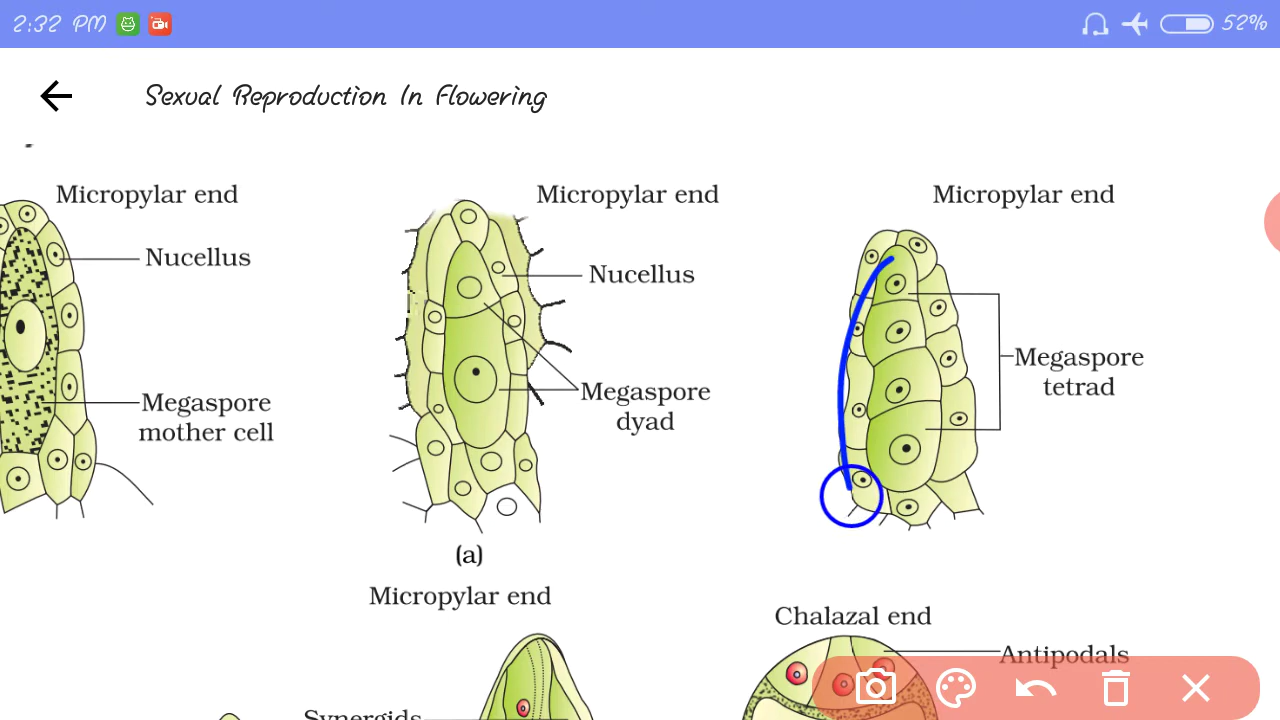 2:32 PM
52%
Sexual Reproduction In Flowering
Micropylar end
Micropylar end
Micropylar end
Nucellus
Nucellus
Megaspore
tetrad
Megaspore
mother cell
Megaspore
dyad
(a)
Micropylar end
Chalazal end
Antipodals
Synergids